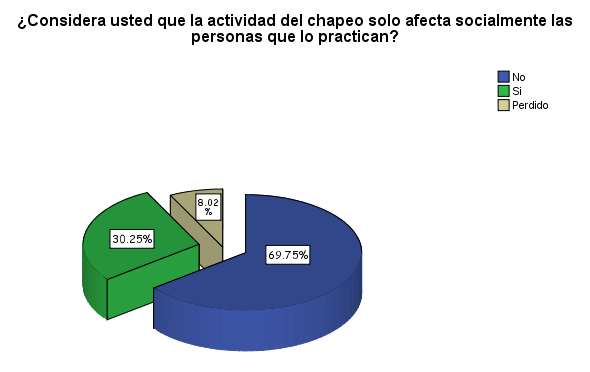 ¿Considera usted que la actividad del chapeo solo afecta socialmente las
personas que lo practican?
No
Si
Perdido
8.02
%
30.25%
69.75%